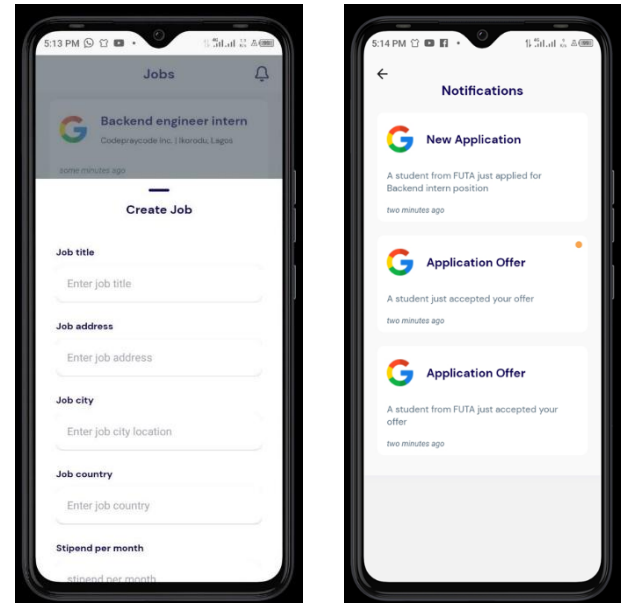 5:13 PM
Jobs
Backend engineer intern
Codepraycode Inc. | Ikorodu, Lagos
some minutes ago
Create Job
Job title
Enter job title
Job address
Enter job address
Job city
Enter job city location
Job country
Enter job country
Stipend per month
stipend per month
5:14 PM
Notifications
New Application
A student from FUTA just applied for
Backend intern position
two minutes ago
Application Offer
A student just accepted your offer
two minutes ago
Application Offer
A student from FUTA just accepted your
offer
two minutes ago